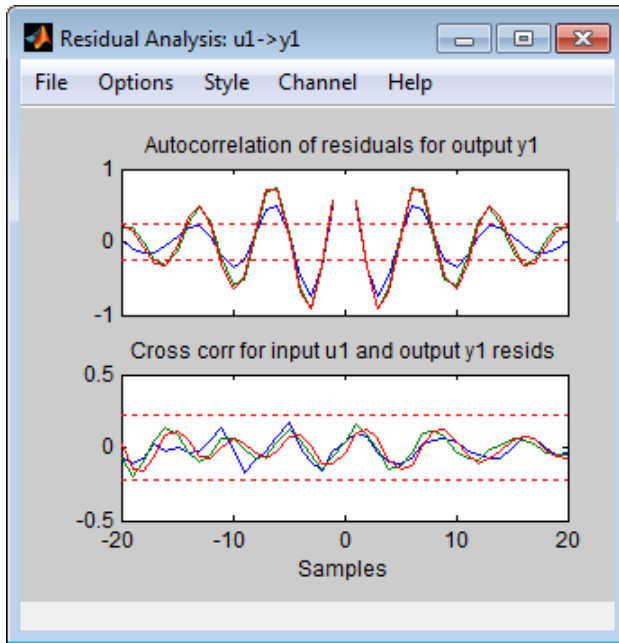 Residual Analysis: u1->y1
File Options Style Channel Help
Autocorrelation of residuals for output y1
1
0
-1
Cross corr for input u1 and output y1 resids
0.5
0
-0.5
-20 -10 0 10 20
Samples